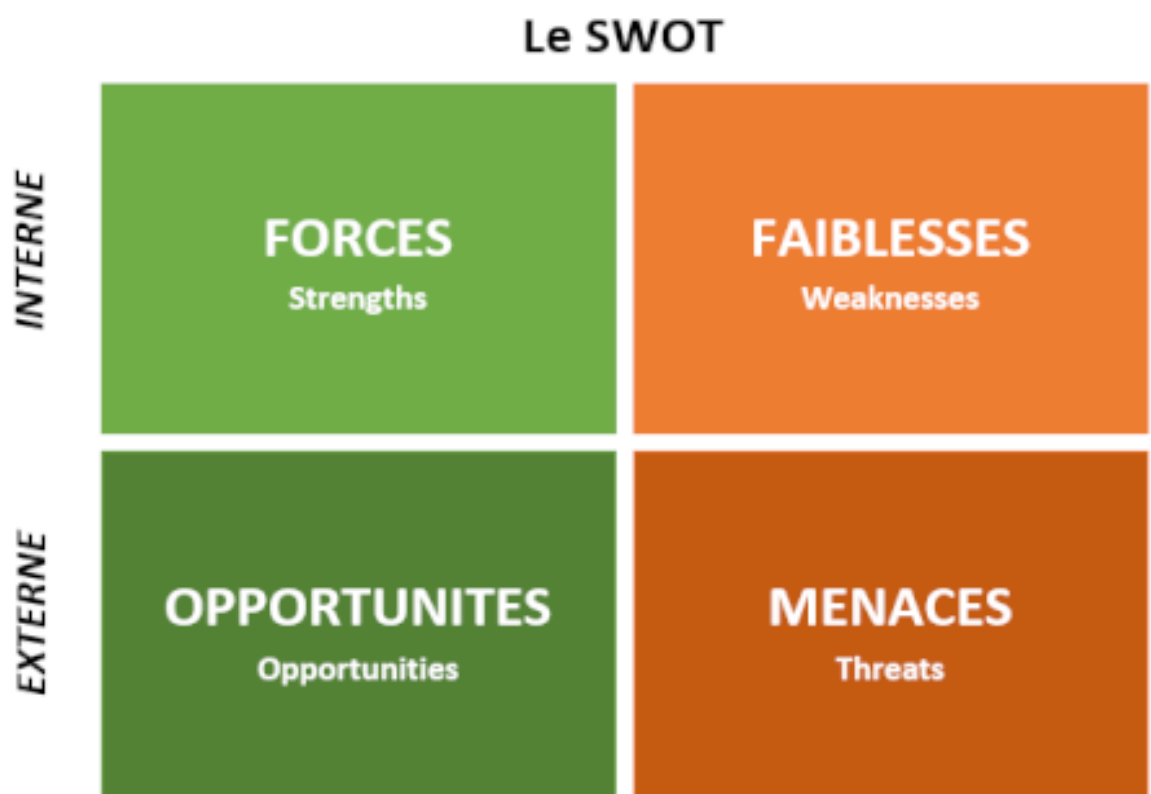 Le SWOT
INTERNE
FORCES
Strengths
FAIBLESSES
Weaknesses
EXTERNE
OPPORTUNITES
Opportunities
MENACES
Threats